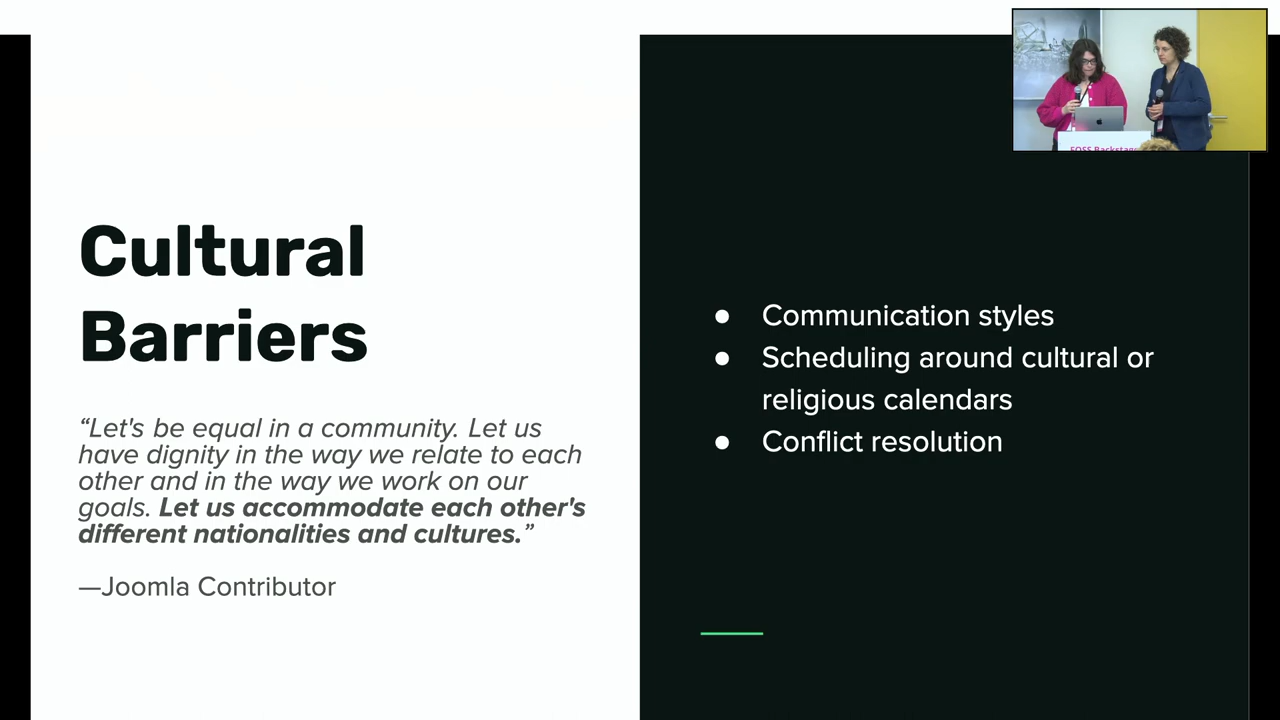 Cultural
Barriers
“Let's be equal in a community. Let us
have dignity in the way we relate to each
other and in the way we work on our
goals. Let us accommodate each other's
different nationalities and cultures.”
—Joomla Contributor
● Communication styles
● Scheduling around cultural or
religious calendars
● Conflict resolution
FOSS Backstage